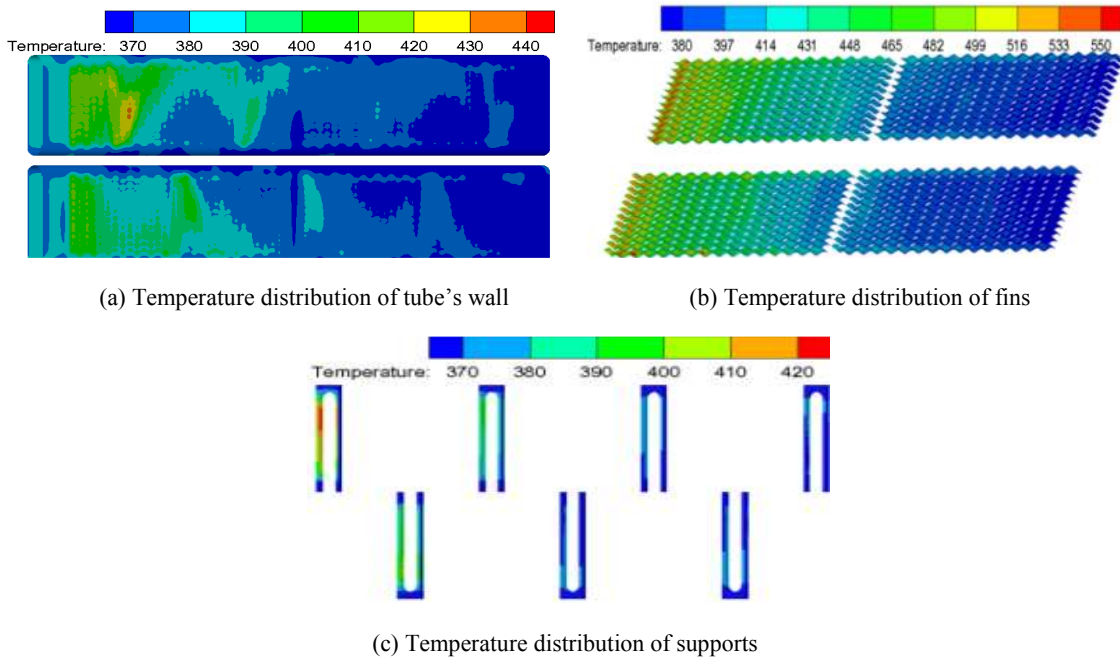 Temperature: 370 380 390 400 410 420 430 440
Temperature: 380 397 414 431 448 465 482 499 516 533 550
(a) Temperature distribution of tube's wall
(b) Temperature distribution of fins
Temperature: 370 380 390 400 410 420
(c) Temperature distribution of supports